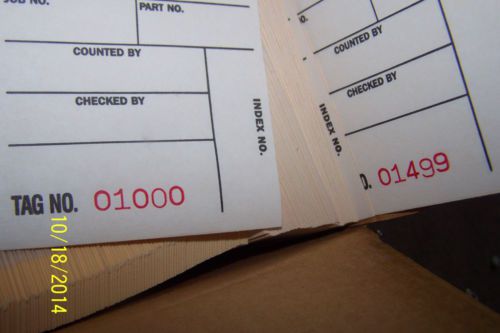 JOB NO.
PART NO.
COUNTED BY
CHECKED BY
INDEX NO.
TAG NO. 01000
COUNTED BY
CHECKED BY
INDEX NO.
O. 01499
10/18/2014